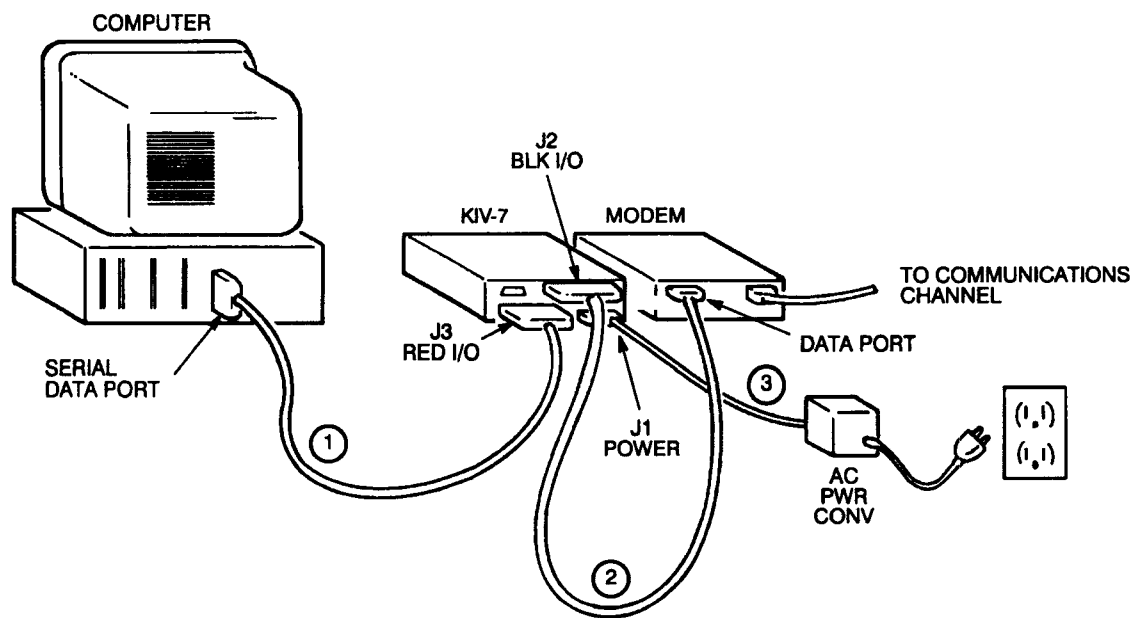 COMPUTER
J2
BLK I/O
KIV-7
MODEM
TO COMMUNICATIONS
CHANNEL
J3
RED I/O
DATA PORT
SERIAL
DATA PORT
3
1
J1
POWER
AC
PWR
CONV
2